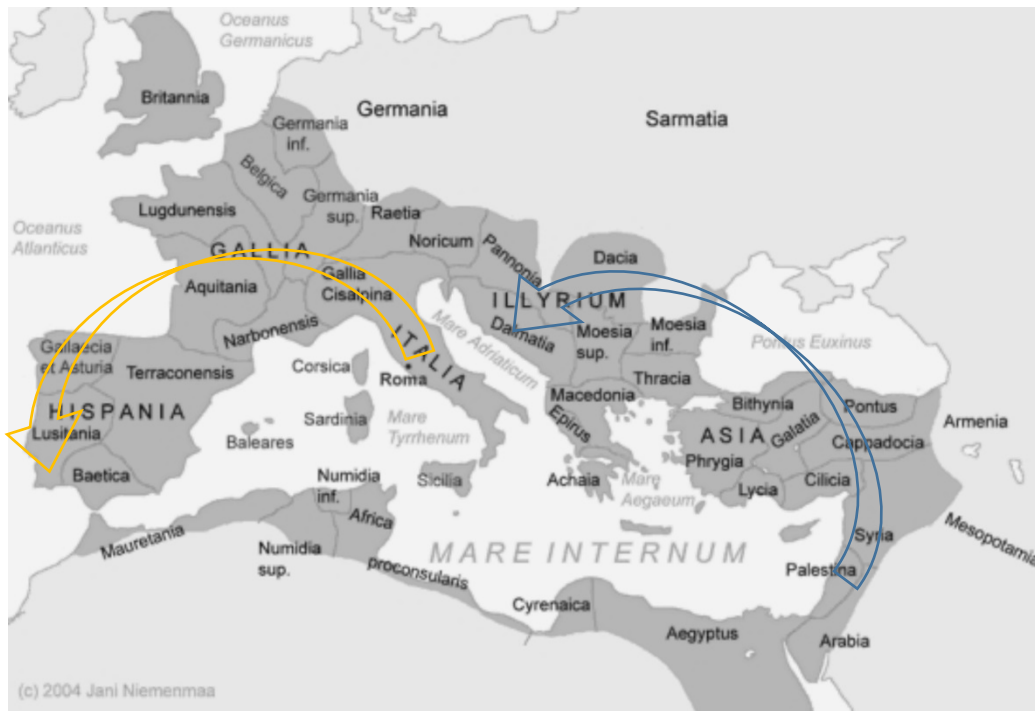 Oceanus
Germanicus
Britannia
Germania
Sarmatia
Germania
inf.
Belgica
Germania
sup.
Lugdunensis
Raetia
Oceanus
Atlanticus
Noricum
Pannonia
Dacia
GALLIA
Gallia
Cisalpina
Aquitania
ILLYRIUM
Dalmatia
Mare Adriaticum
Moesia
sup.
Moesia
inf.
Pontus Euxinus
Narbonensis
ITALIA
Gallaecia
et Asturia
Terraconensis
Corsica
Roma
Thracia
Macedonia
Bithynia
Pontus
Armenia
HISPANIA
Lusitania
Sardinia
Mare
Tyrrhenum
Baleares
Epirus
ASIA
Galatia
Cappadocia
Phrygia
Baetica
Numidia
inf.
Sicilia
Achaia
Mare
Aegaeum
Lycia
Cilicia
Africa
Mauretania
Numidia
sup.
MARE INTERNUM
Syria
Mesopotamia
Palestina
proconsularis
Cyrenaica
Aegyptus
Arabia
(c) 2004 Jani Niemenmaa